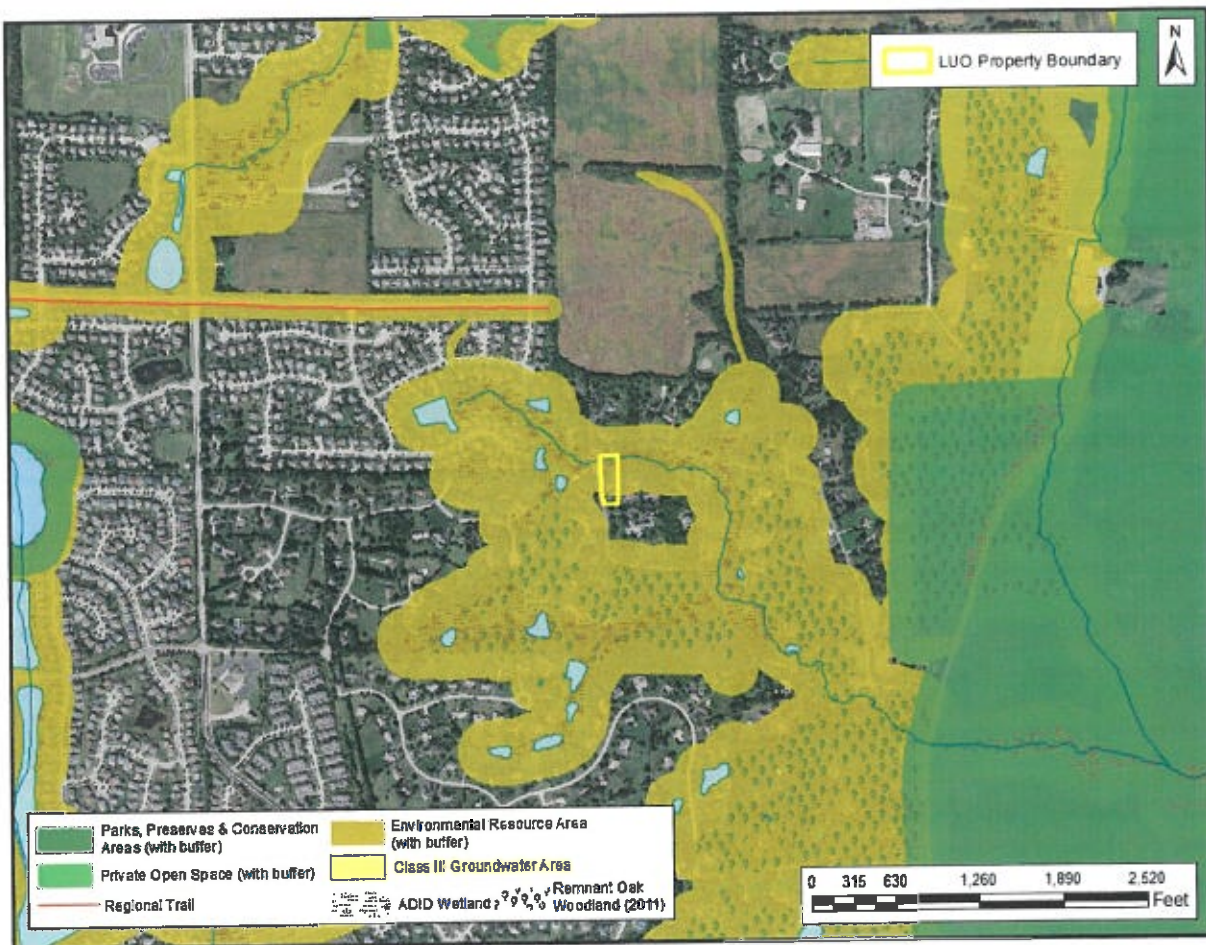 N
LUO Property Boundary
Parks, Preserves & Conservation
Areas (with buffer)
Private Open Space (with buffer)
Regional Trail
Environmental Resource Area
(with buffer)
Class III Groundwater Area
ADID Wetland
Remnant Oak
Woodland (2011)
0 315 630 1,260 1,890 2,520
Feet